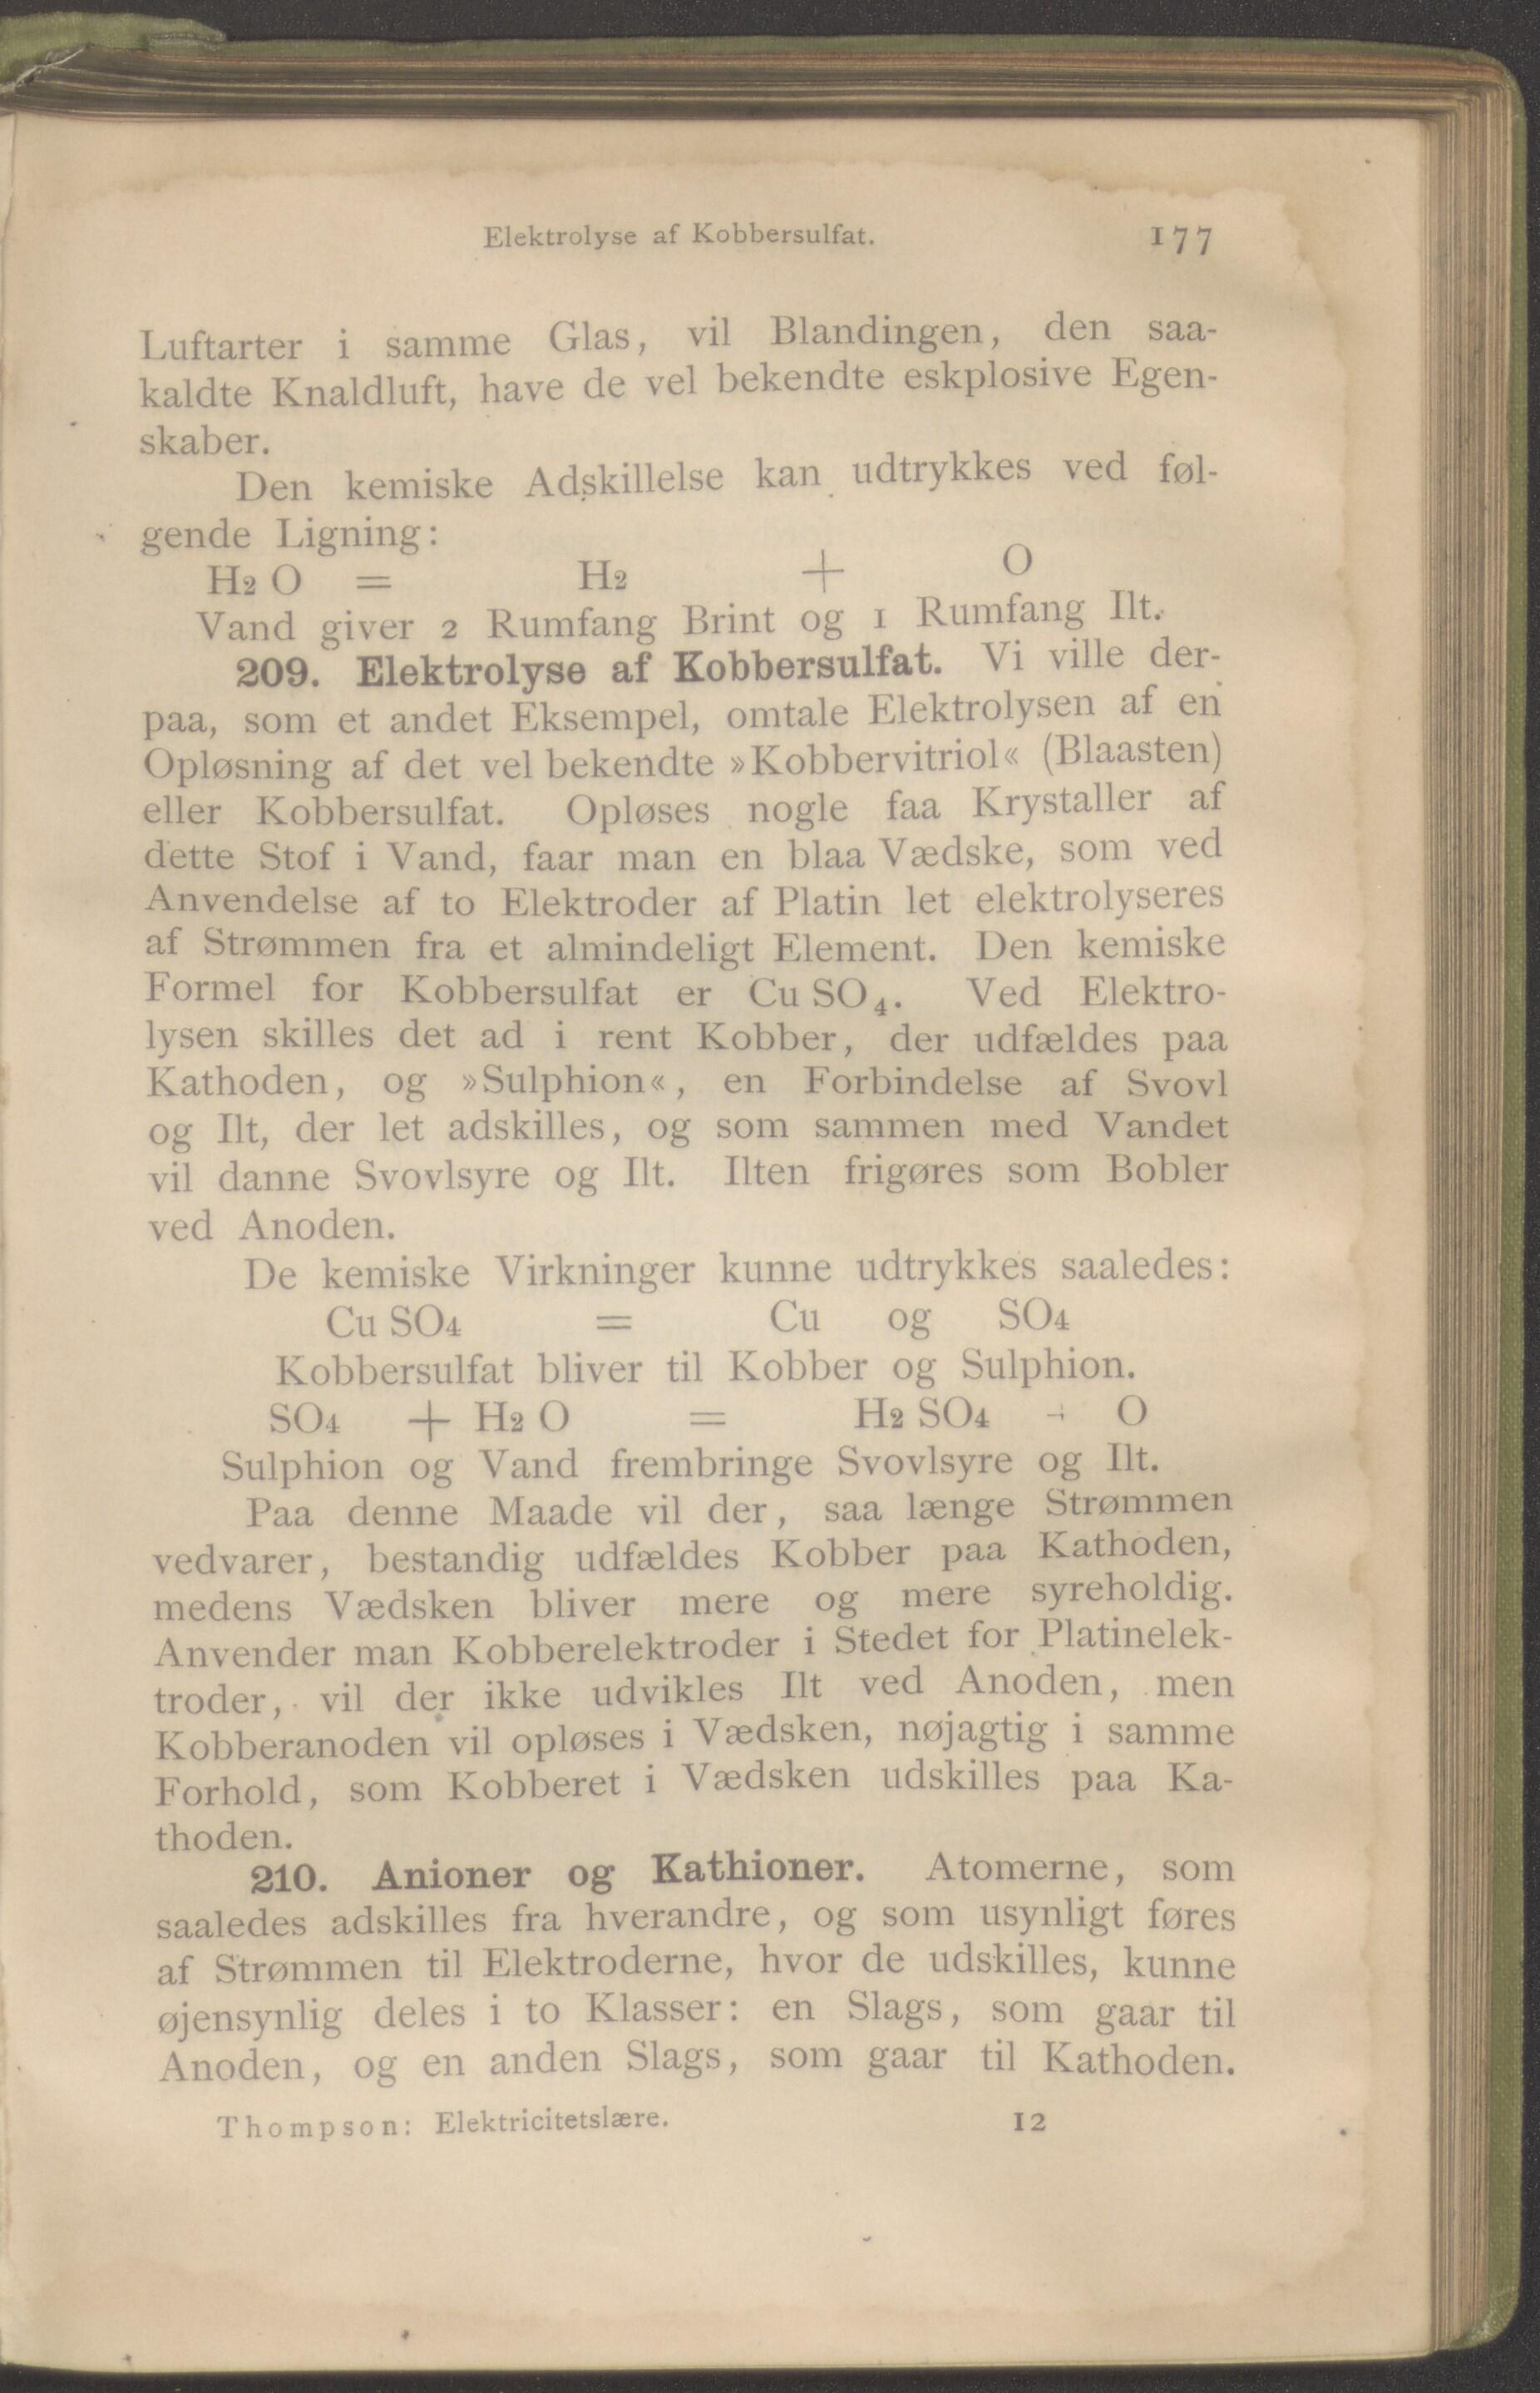 Elektrolyse af Kobbersulfat. 177
Luftarter i samme Glas, vil Blandingen, den saa-
kaldte Knaldluft, have de vel bekendte eskplosive Egen-
skaber.
Den kemiske Adskillelse kan udtrykkes ved føl-
gende Ligning:
H2 O = H2 + O
Vand giver 2 Rumfang Brint og 1 Rumfang Ilt.
209. Elektrolyse af Kobbersulfat. Vi ville der-
paa, som et andet Eksempel, omtale Elektrolysen af en
Opløsning af det vel bekendte »Kobbervitriol« (Blaasten)
eller Kobbersulfat. Opløses nogle faa Krystaller af
dette Stof i Vand, faar man en blaa Vædske, som ved
Anvendelse af to Elektroder af Platin let elektrolyseres
af Strømmen fra et almindeligt Element. Den kemiske
Formel for Kobbersulfat er Cu SO4. Ved Elektro-
lysen skilles det ad i rent Kobber, der udfældes paa
Kathoden, og »Sulphion«, en Forbindelse af Svovl
og Ilt, der let adskilles, og som sammen med Vandet
vil danne Svovlsyre og Ilt. Ilten frigøres som Bobler
ved Anoden.
De kemiske Virkninger kunne udtrykkes saaledes:
Cu SO4 = Cu og SO4
Kobbersulfat bliver til Kobber og Sulphion.
SO4 + H2 O = H2 SO4 + O
Sulphion og Vand frembringe Svovlsyre og Ilt.
Paa denne Maade vil der, saa længe Strømmen
vedvarer, bestandig udfældes Kobber paa Kathoden,
medens Vædsken bliver mere og mere syreholdig.
Anvender man Kobberelektroder i Stedet for Platinelek-
troder, vil der ikke udvikles Ilt ved Anoden, men
Kobberanoden vil opløses i Vædsken, nøjagtig i samme
Forhold, som Kobberet i Vædsken udskilles paa Ka-
thoden.
210. Anioner og Kathioner. Atomerne, som
saaledes adskilles fra hverandre, og som usynligt føres
af Strømmen til Elektroderne, hvor de udskilles, kunne
øjensynlig deles i to Klasser: en Slags, som gaar til
Anoden, og en anden Slags, som gaar til Kathoden.
Thompson: Elektricitetslære. 12